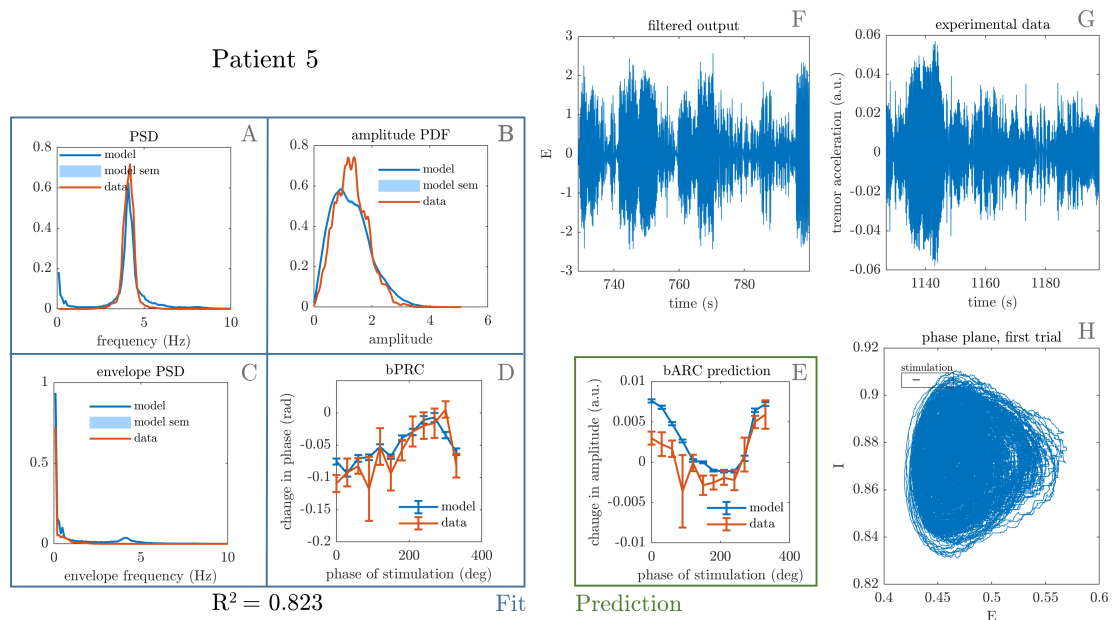 Patient 5
A
PSD
0.8
0.6
0.4
0.2
0
model
model sem
data
0
5
10
frequency (Hz)
B
amplitude PDF
0.8
0.6
0.4
0.2
0
model
model sem
data
0
2
4
6
amplitude
C
envelope PSD
1
0.5
0
model
model sem
data
0
5
10
envelope frequency (Hz)
D
bPRC
change in phase (rad)
0
-0.05
-0.1
-0.15
-0.2
model
data
0
200
400
phase of stimulation (deg)
R² = 0.823
Fit
E
bARC prediction
change in amplitude (a.u.)
0.01
0.005
0
-0.005
-0.01
model
data
0
200
400
phase of stimulation (deg)
Prediction
F
filtered output
E
3
2
1
0
-1
-2
-3
740
760
780
time (s)
G
experimental data
tremor acceleration (a.u.)
0.06
0.04
0.02
0
-0.02
-0.04
-0.06
1140
1160
1180
time (s)
H
phase plane, first trial
stimulation
I
0.92
0.9
0.88
0.86
0.84
0.82
0.4
0.45
0.5
0.55
0.6
E